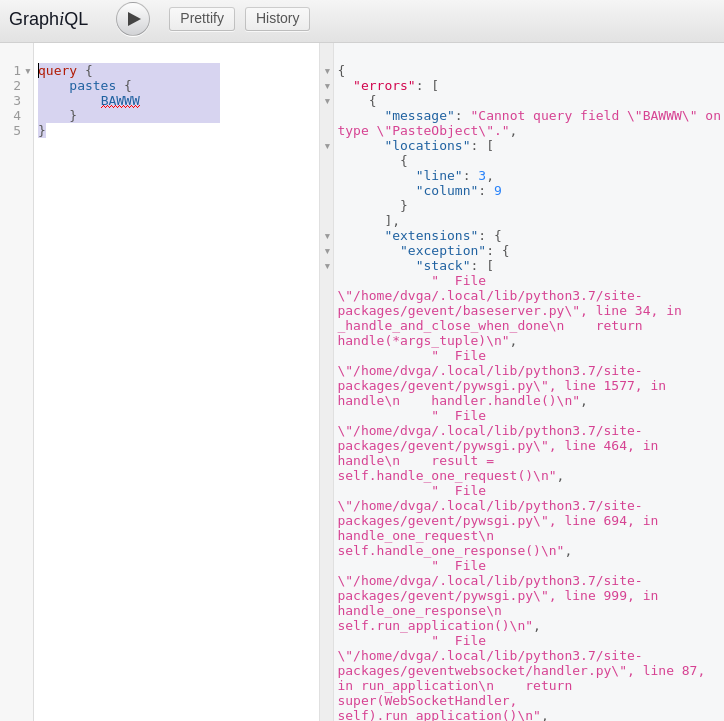 GraphiQL
Prettify
History
1 query {
2     pastes {
3         BAWWW
4     }
5 }
{
  "errors": [
    {
      "message": "Cannot query field \"BAWWW\" on
type \"PasteObject\".",
      "locations": [
        {
          "line": 3,
          "column": 9
        }
      ],
      "extensions": {
        "exception": {
          "stack": [
            "  File
\"/home/dvga/.local/lib/python3.7/site-
packages/gevent/baseserver.py\", line 34, in
_handle_and_close_when_done\n    return
handle(*args_tuple)\n",
            "  File
\"/home/dvga/.local/lib/python3.7/site-
packages/gevent/pywsgi.py\", line 1577, in
handle\n    handler.handle()\n",
            "  File
\"/home/dvga/.local/lib/python3.7/site-
packages/gevent/pywsgi.py\", line 464, in
handle\n    result =
self.handle_one_request()\n",
            "  File
\"/home/dvga/.local/lib/python3.7/site-
packages/gevent/pywsgi.py\", line 694, in
handle_one_request\n
self.handle_one_response()\n",
            "  File
\"/home/dvga/.local/lib/python3.7/site-
packages/gevent/pywsgi.py\", line 999, in
handle_one_response\n
self.run_application()\n",
            "  File
\"/home/dvga/.local/lib/python3.7/site-
packages/geventwebsocket/handler.py\", line 87,
in run_application\n    return
super(WebSocketHandler,
self).run_application()\n",